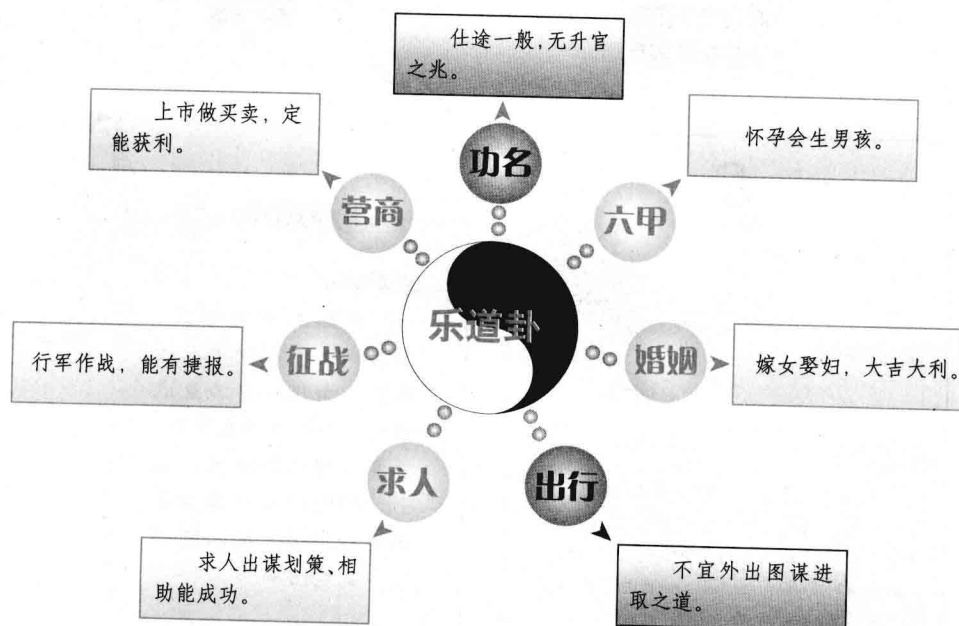 仕途一般，无升官
之兆。
功名
上市做买卖，定
能获利。
营商
怀孕会生男孩。
六甲
乐道卦
行军作战，能有捷报。
征战
婚姻
嫁女娶妇，大吉大利。
求人
求人出谋划策、相
助能成功。
出行
不宜外出图谋进
取之道。